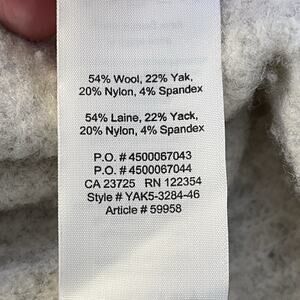 54% Wool, 22% Yak,
20% Nylon, 4% Spandex
54% Laine, 22% Yack,
20% Nylon, 4% Spandex
P.O. # 4500067043
P.O. # 4500067044
CA 23725 RN 122354
Style # YAK5-3284-46
Article # 59958